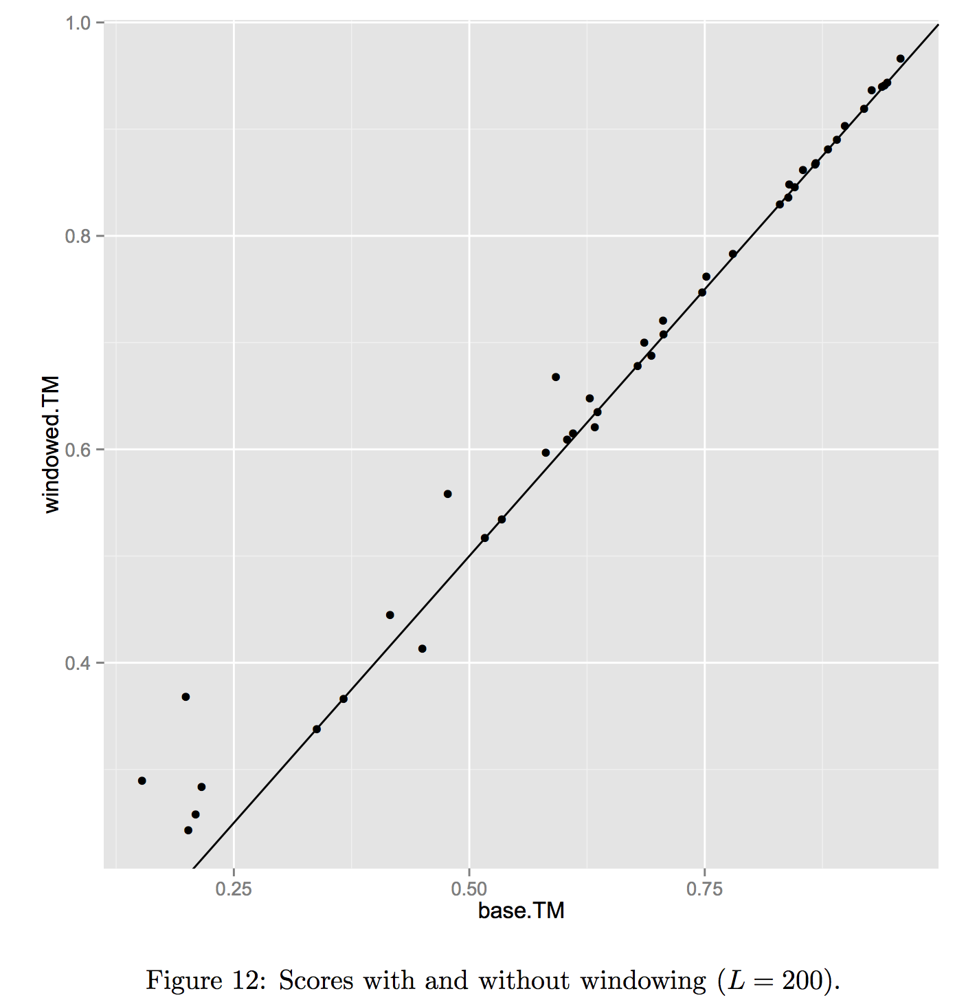 1.0
0.8
0.6
0.4
windowed.TM
0.25 0.50 0.75
base.TM
Figure 12: Scores with and without windowing (L = 200).